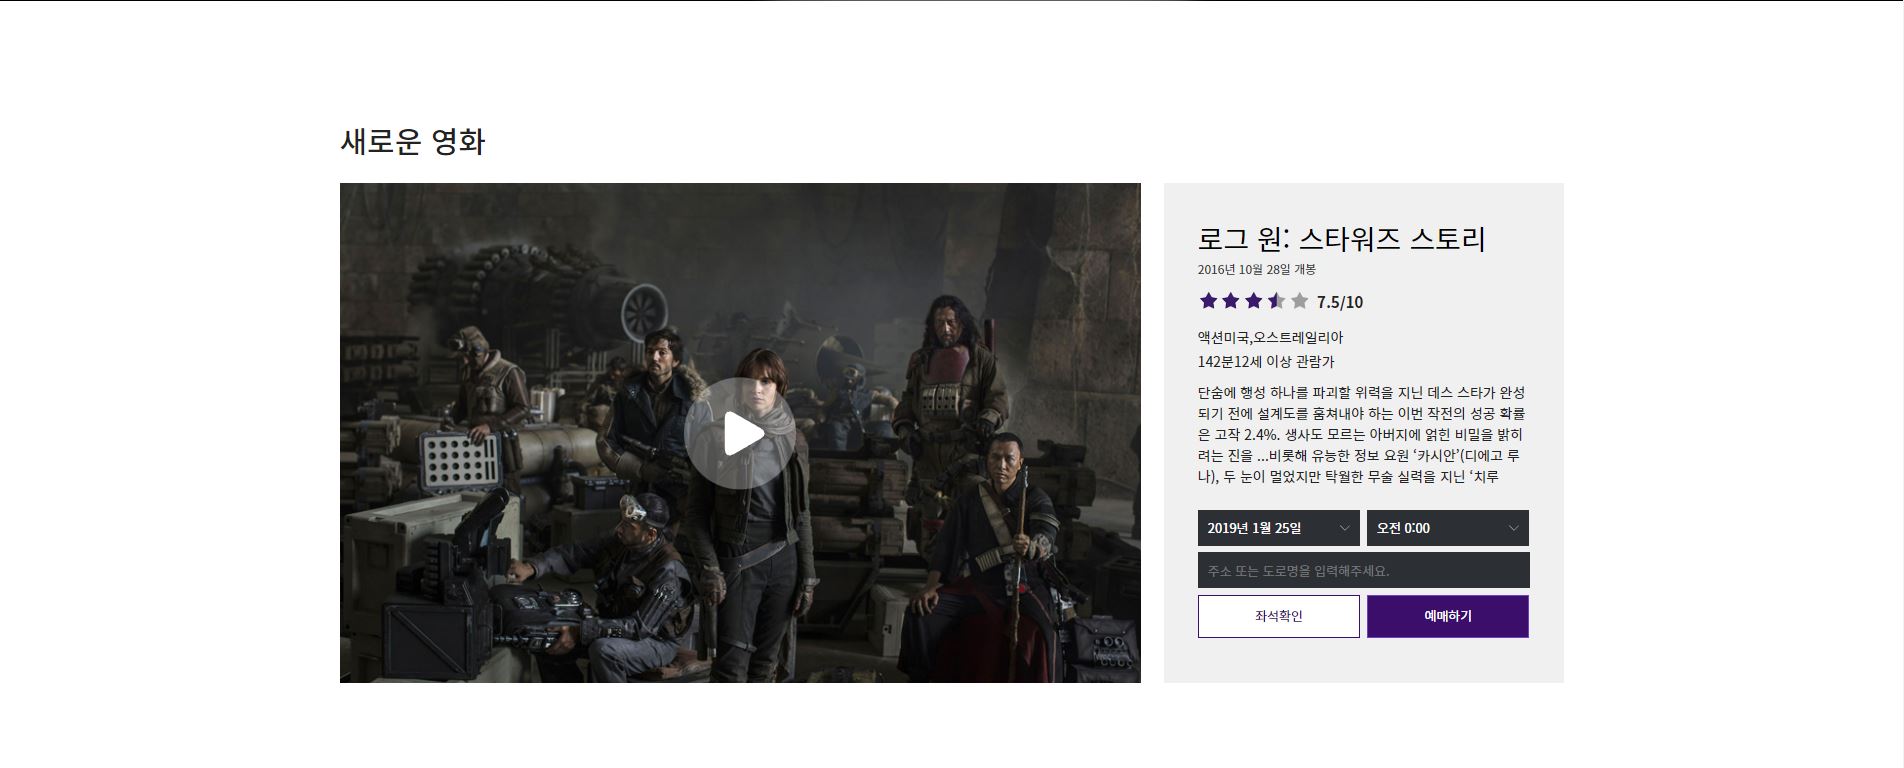 새로운 영화
로그 원: 스타워즈 스토리
2016년 10월 28일 개봉
7.5/10
액션미국,오스트레일리아
142분12세 이상 관람가
단숨에 행성 하나를 파괴할 위력을 지닌 데스 스타가 완성
되기 전에 설계도를 훔쳐내야 하는 이번 작전의 성공 확률
은 고작 2.4%. 생사도 모르는 아버지에 얽힌 비밀을 밝히
려는 진을 ...비롯해 유능한 정보 요원 ‘카시안’(디에고 루
나), 두 눈이 멀었지만 탁월한 무술 실력을 지닌 ‘치루
2019년 1월 25일
오전 0:00
주소 또는 도로명을 입력해주세요.
좌석확인
예매하기